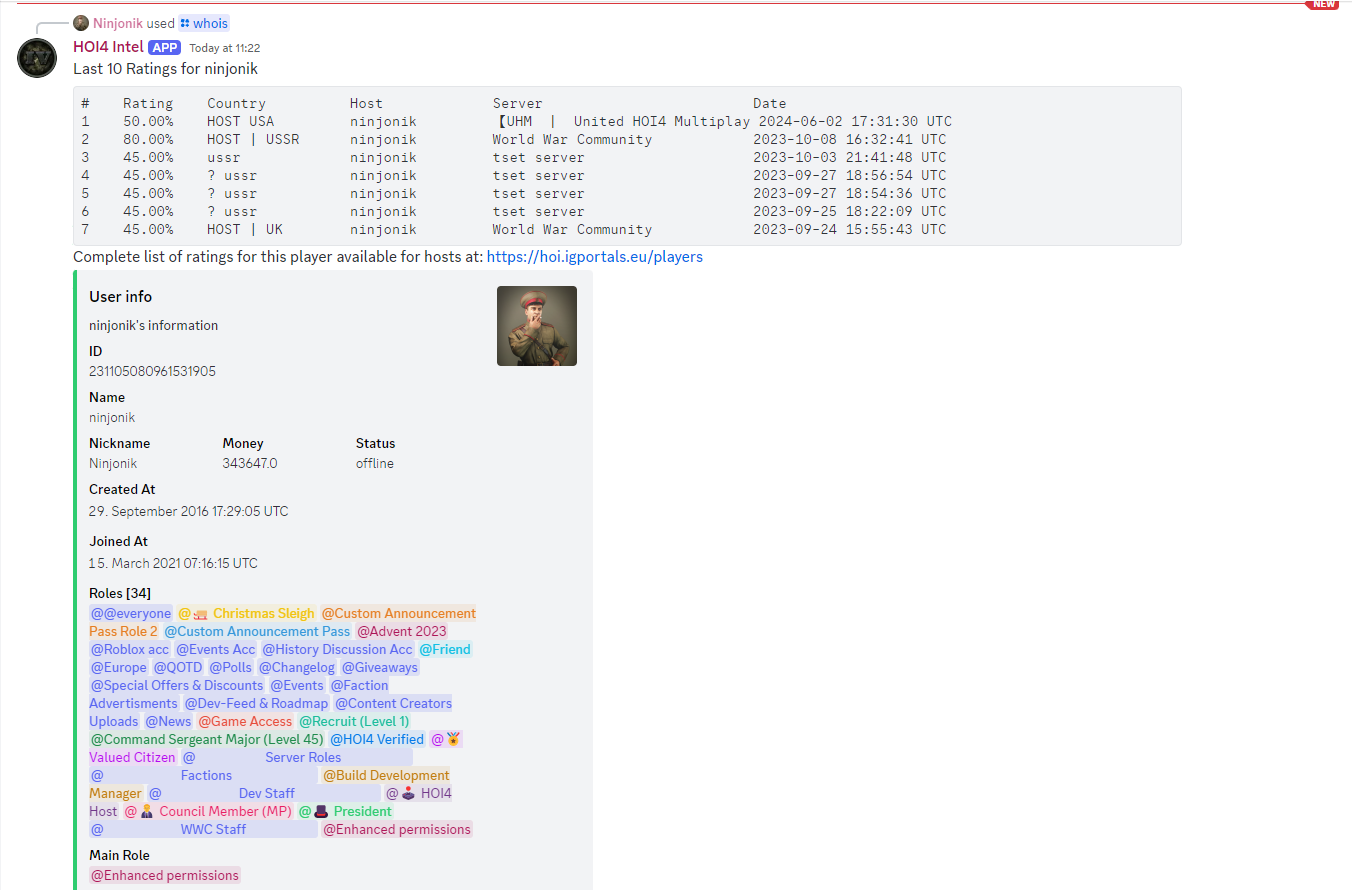 NEW
Ninjonik used whois
HOI4 Intel APP Today at 11:22
Last 10 Ratings for ninjonik
# Rating Country Host Server Date
1 50.00% HOST USA ninjonik 【UHM | United HOI4 Multiplay 2024-06-02 17:31:30 UTC
2 80.00% HOST | USSR ninjonik World War Community 2023-10-08 16:32:41 UTC
3 45.00% ussr ninjonik tset server 2023-10-03 21:41:48 UTC
4 45.00% ? ussr ninjonik tset server 2023-09-27 18:56:54 UTC
5 45.00% ? ussr ninjonik tset server 2023-09-27 18:54:36 UTC
6 45.00% ? ussr ninjonik tset server 2023-09-25 18:22:09 UTC
7 45.00% HOST | UK ninjonik World War Community 2023-09-24 15:55:43 UTC
Complete list of ratings for this player available for hosts at: https://hoi.igportals.eu/players
User info
ninjonik's information
ID
231105080961531905
Name
ninjonik
Nickname Money Status
Ninjonik 343647.0 offline
Created At
29. September 2016 17:29:05 UTC
Joined At
15. March 2021 07:16:15 UTC
Roles [34]
@@everyone @ Christmas Sleigh @Custom Announcement
Pass Role 2 @Custom Announcement Pass @Advent 2023
@Roblox acc @Events Acc @History Discussion Acc @Friend
@Europe @QOTD @Polls @Changelog @Giveaways
@Special Offers & Discounts @Events @Faction
Advertisments @Dev-Feed & Roadmap @Content Creators
Uploads @News @Game Access @Recruit (Level 1)
@Command Sergeant Major (Level 45) @HOI4 Verified @
Valued Citizen @ Server Roles
@ Factions @Build Development
Manager @ Dev Staff @ HOI4
Host @ Council Member (MP) @ President
@ WWC Staff @Enhanced permissions
Main Role
@Enhanced permissions